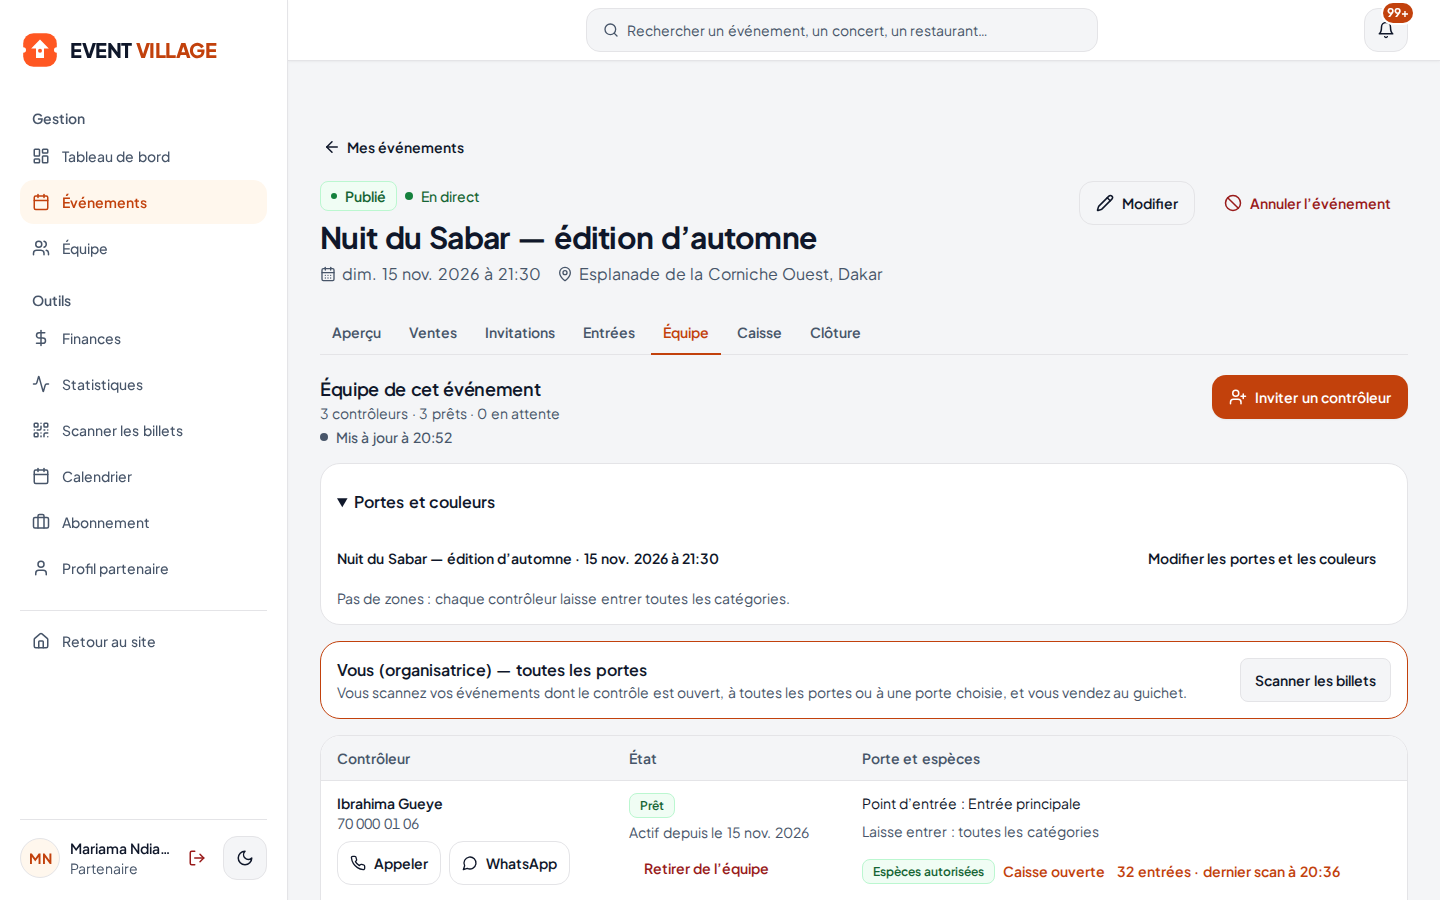 EVENT VILLAGE
Rechercher un événement, un concert, un restaurant...
99+
Gestion
Tableau de bord
Événements
Équipe
Outils
Finances
Statistiques
Scanner les billets
Calendrier
Abonnement
Profil partenaire
Retour au site
MN
Mariama Ndia...
Partenaire
Mes événements
Publié
En direct
Modifier
Annuler l’événement
Nuit du Sabar — édition d’automne
dim. 15 nov. 2026 à 21:30 Esplanade de la Corniche Ouest, Dakar
Aperçu Ventes Invitations Entrées Équipe Caisse Clôture
Équipe de cet événement
3 contrôleurs · 3 prêts · 0 en attente
Mis à jour à 20:52
Inviter un contrôleur
Portes et couleurs
Nuit du Sabar — édition d’automne · 15 nov. 2026 à 21:30
Modifier les portes et les couleurs
Pas de zones : chaque contrôleur laisse entrer toutes les catégories.
Vous (organisatrice) — toutes les portes
Vous scannez vos événements dont le contrôle est ouvert, à toutes les portes ou à une porte choisie, et vous vendez au guichet.
Scanner les billets
Contrôleur État Porte et espèces
Ibrahima Gueye
70 000 01 06
Appeler WhatsApp
Prêt
Actif depuis le 15 nov. 2026
Retirer de l’équipe
Point d’entrée : Entrée principale
Laisse entrer : toutes les catégories
Espèces autorisées Caisse ouverte 32 entrées · dernier scan à 20:36